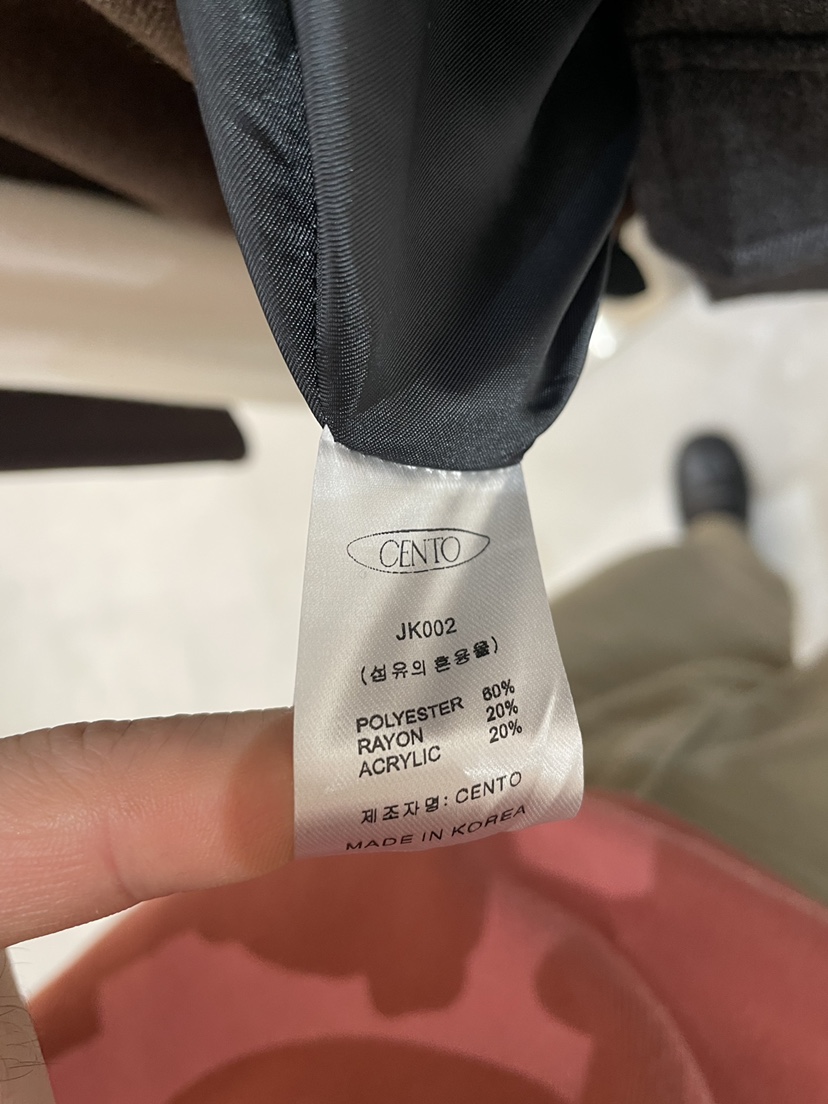 CENTO
JK002
(섬유의 혼용율)
POLYESTER 60%
RAYON 20%
ACRYLIC 20%
제조자명: CENTO
MADE IN KOREA